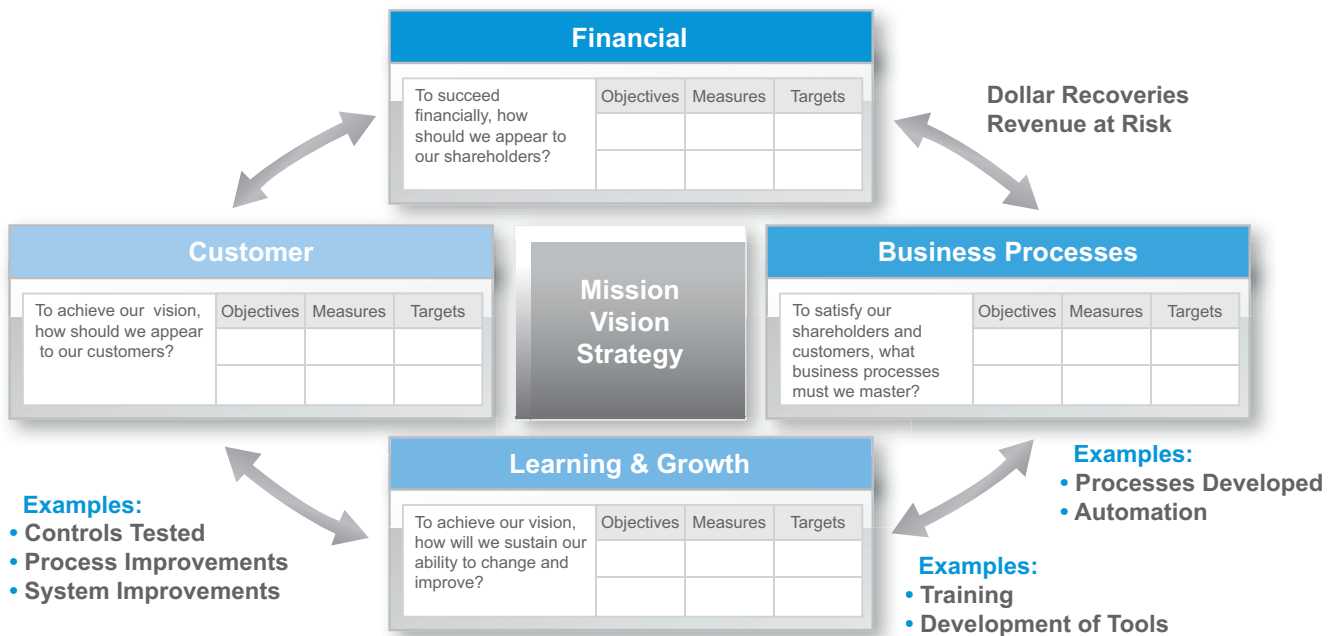 Financial
To succeed
financially, how
should we appear to
our shareholders?
Objectives Measures Targets
Dollar Recoveries
Revenue at Risk
Customer
To achieve our vision,
how should we appear
to our customers?
Objectives Measures Targets
Mission
Vision
Strategy
Business Processes
To satisfy our
shareholders and
customers, what
business processes
must we master?
Objectives Measures Targets
Learning & Growth
To achieve our vision,
how will we sustain our
ability to change and
improve?
Objectives Measures Targets
Examples:
• Controls Tested
• Process Improvements
• System Improvements
Examples:
• Processes Developed
• Automation
Examples:
• Training
• Development of Tools